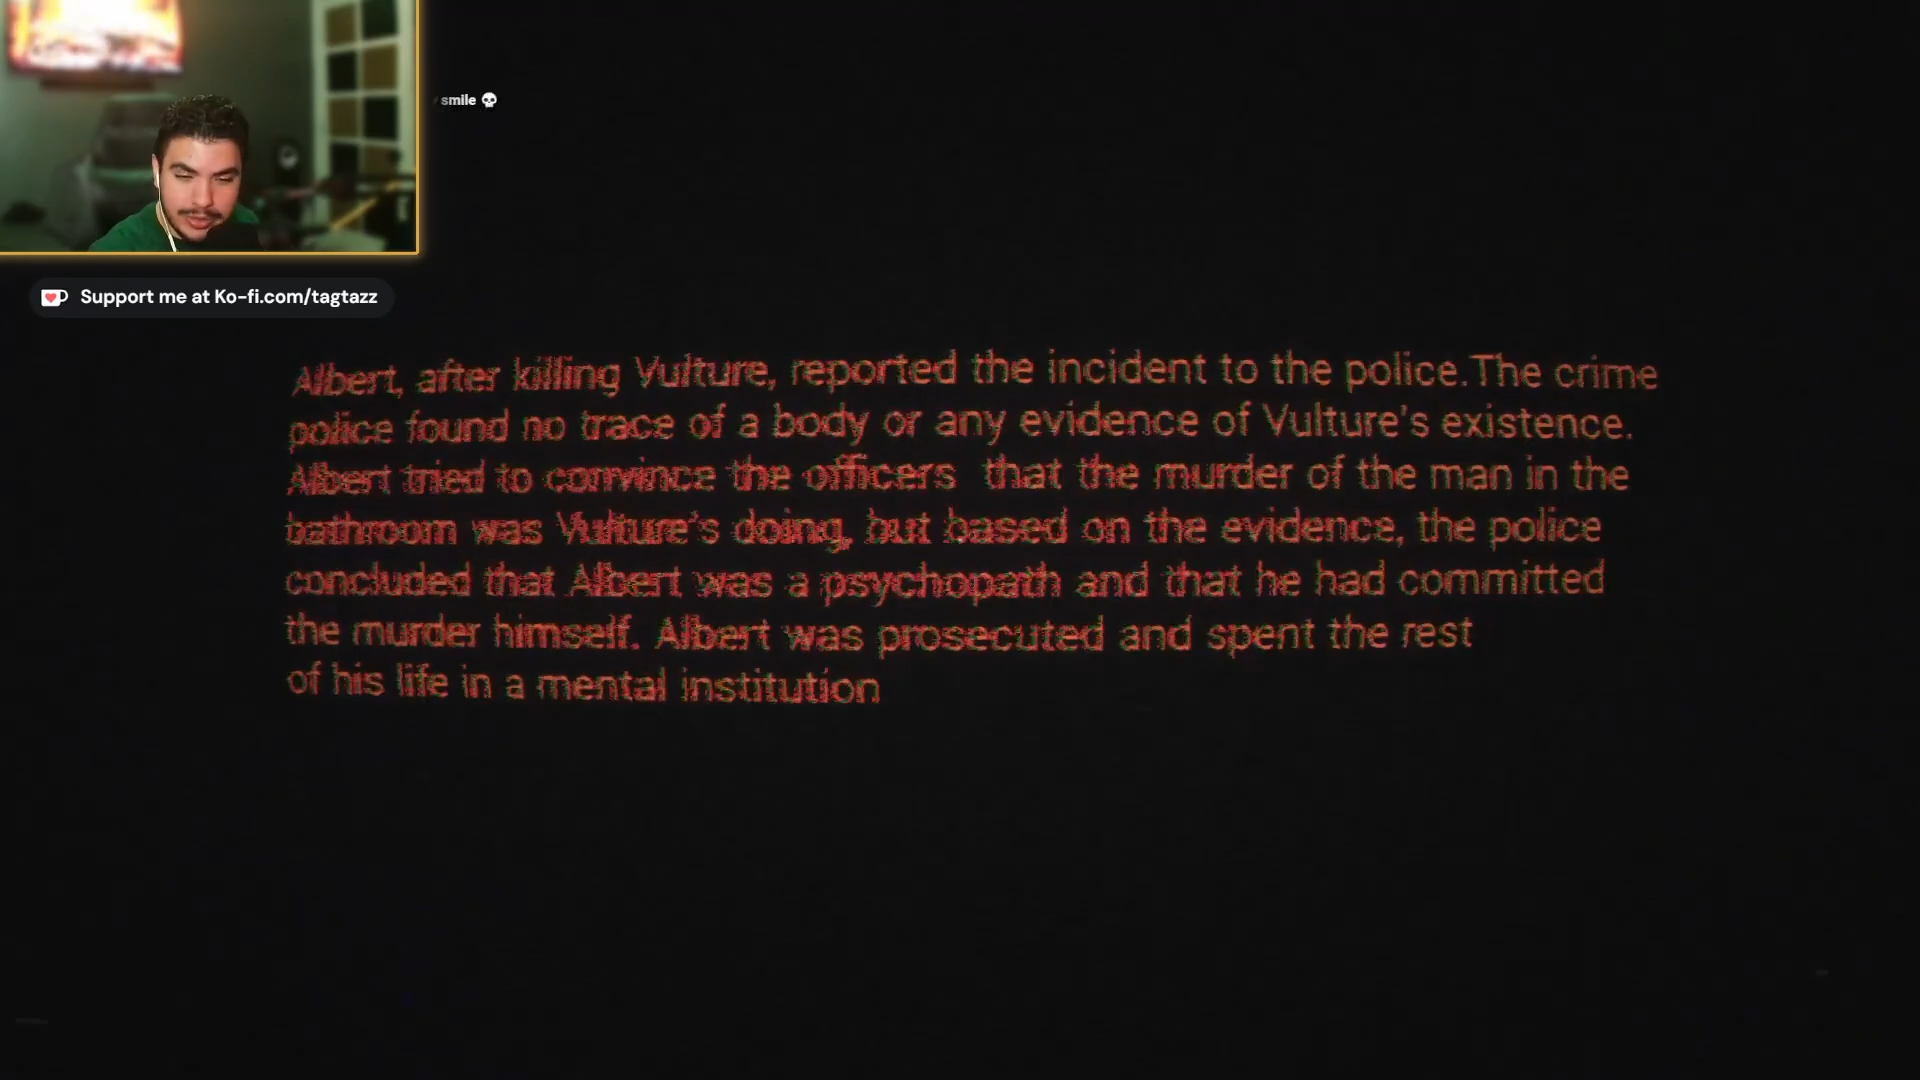 smile 💀
Support me at Ko-fi.com/tagtazz
Albert, after killing Vulture, reported the incident to the police.The crime
police found no trace of a body or any evidence of Vulture's existence.
Albert tried to convince the officers  that the murder of the man in the
bathroom was Vulture's doing, but based on the evidence, the police
concluded that Albert was a psychopath and that he had committed
the murder himself. Albert was prosecuted and spent the rest
of his life in a mental institution